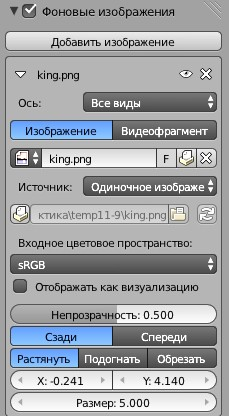 Фоновые изображения
Добавить изображение
king.png
Ось: Все виды
Изображение Видеофрагмент
king.png F
Источник: Одиночное изображе
ктика\temp11-9\king.png
Входное цветовое пространство:
sRGB
Отображать как визуализацию
Непрозрачность: 0.500
Сзади Спереди
Растянуть Подогнать Обрезать
X: -0.241 Y: 4.140
Размер: 5.000